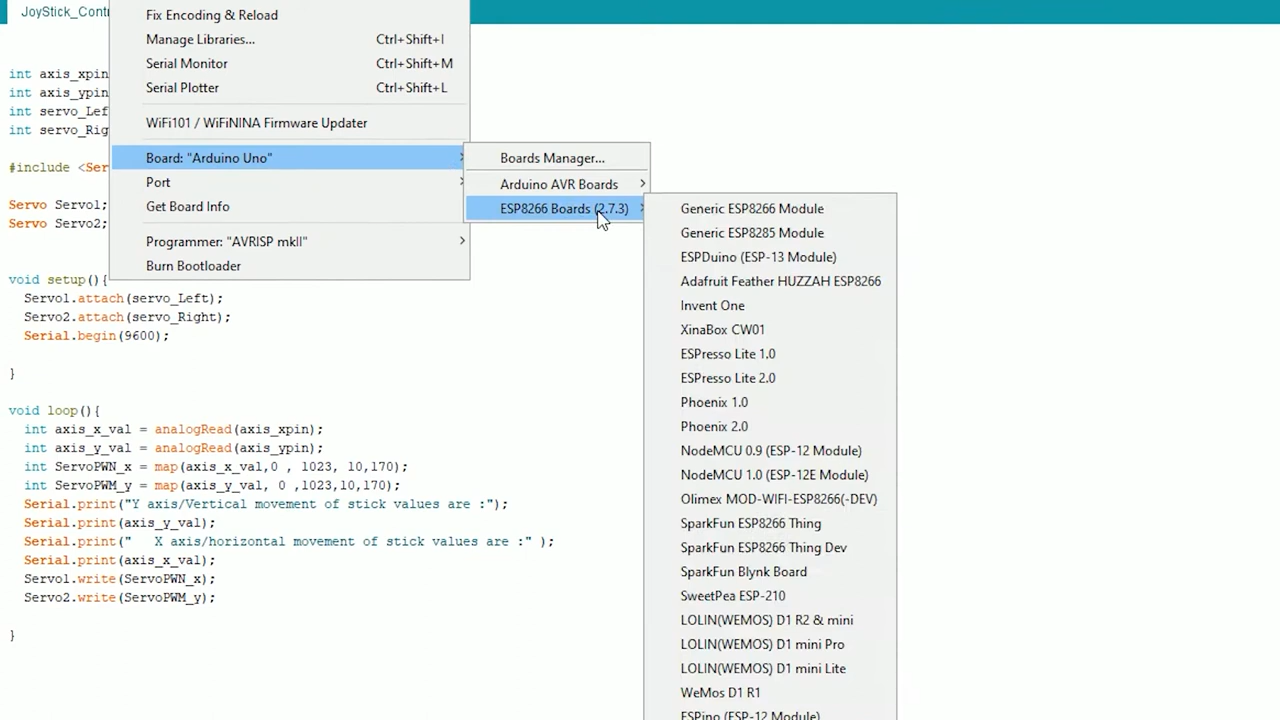 JoyStick_Contr
Fix Encoding & Reload
Manage Libraries... Ctrl+Shift+I
Serial Monitor Ctrl+Shift+M
Serial Plotter Ctrl+Shift+L
WiFi101 / WiFiNINA Firmware Updater
Board: "Arduino Uno"
Port
Get Board Info
Programmer: "AVRISP mkII"
Burn Bootloader
Boards Manager...
Arduino AVR Boards
ESP8266 Boards (2.7.3)
Generic ESP8266 Module
Generic ESP8285 Module
ESPDuino (ESP-13 Module)
Adafruit Feather HUZZAH ESP8266
Invent One
XinaBox CW01
ESPresso Lite 1.0
ESPresso Lite 2.0
Phoenix 1.0
Phoenix 2.0
NodeMCU 0.9 (ESP-12 Module)
NodeMCU 1.0 (ESP-12E Module)
Olimex MOD-WIFI-ESP8266(-DEV)
SparkFun ESP8266 Thing
SparkFun ESP8266 Thing Dev
SparkFun Blynk Board
SweetPea ESP-210
LOLIN(WEMOS) D1 R2 & mini
LOLIN(WEMOS) D1 mini Pro
LOLIN(WEMOS) D1 mini Lite
WeMos D1 R1
ESPino (ESP-12 Module)
int axis_xpin
int axis_ypin
int servo_Lef
int servo_Rig
#include <Ser
Servo Servo1;
Servo Servo2;
void setup(){
Servo1.attach(servo_Left);
Servo2.attach(servo_Right);
Serial.begin(9600);
}
void loop(){
int axis_x_val = analogRead(axis_xpin);
int axis_y_val = analogRead(axis_ypin);
int ServoPWN_x = map(axis_x_val,0 , 1023, 10,170);
int ServoPWM_y = map(axis_y_val, 0 ,1023,10,170);
Serial.print("Y axis/Vertical movement of stick values are :");
Serial.print(axis_y_val);
Serial.print("   X axis/horizontal movement of stick values are :" );
Serial.print(axis_x_val);
Servo1.write(ServoPWN_x);
Servo2.write(ServoPWM_y);
}